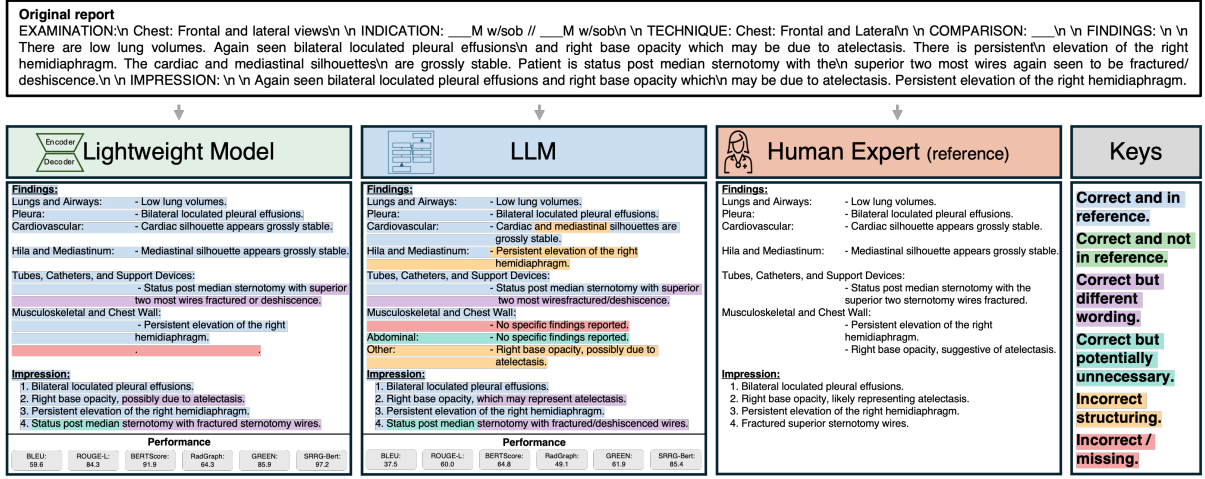 Original report
EXAMINATION:\n Chest: Frontal and lateral views\n \n INDICATION: ___M w/sob // ___M w/sob\n \n TECHNIQUE: Chest: Frontal and Lateral\n \n COMPARISON: ___\n \n FINDINGS: \n \n
There are low lung volumes. Again seen bilateral loculated pleural effusions\n and right base opacity which may be due to atelectasis. There is persistent\n elevation of the right
hemidiaphragm. The cardiac and mediastinal silhouettes\n are grossly stable. Patient is status post median sternotomy with the\n superior two most wires again seen to be fractured/
deshiscence.\n \n IMPRESSION: \n \n Again seen bilateral loculated pleural effusions and right base opacity which\n may be due to atelectasis. Persistent elevation of the right hemidiaphragm.
Encoder
Decoder
Lightweight Model
Findings:
Lungs and Airways: - Low lung volumes.
Pleura: - Bilateral loculated pleural effusions.
Cardiovascular: - Cardiac silhouette appears grossly stable.
Hila and Mediastinum: - Mediastinal silhouette appears grossly stable.
Tubes, Catheters, and Support Devices:
- Status post median sternotomy with superior
two most wires fractured or deshiscence.
Musculoskeletal and Chest Wall:
- Persistent elevation of the right
hemidiaphragm.
. .
Impression:
1. Bilateral loculated pleural effusions.
2. Right base opacity, possibly due to atelectasis.
3. Persistent elevation of the right hemidiaphragm.
4. Status post median sternotomy with fractured sternotomy wires.
Performance
BLEU: ROUGE-L: BERTScore: RadGraph: GREEN: SRRG-Bert:
59.6 84.3 91.9 64.3 85.9 97.2
LLM
Findings:
Lungs and Airways: - Low lung volumes.
Pleura: - Bilateral loculated pleural effusions.
Cardiovascular: - Cardiac and mediastinal silhouettes are
grossly stable.
Hila and Mediastinum: - Persistent elevation of the right
hemidiaphragm.
Tubes, Catheters, and Support Devices:
- Status post median sternotomy with superior
two most wiresfractured/deshiscence.
Musculoskeletal and Chest Wall:
- No specific findings reported.
Abdominal: - No specific findings reported.
Other: - Right base opacity, possibly due to
atelectasis.
Impression:
1. Bilateral loculated pleural effusions.
2. Right base opacity, which may represent atelectasis.
3. Persistent elevation of the right hemidiaphragm.
4. Status post median sternotomy with fractured/deshiscenced wires.
Performance
BLEU: ROUGE-L: BERTScore: RadGraph: GREEN: SRRG-Bert:
37.5 60.0 64.8 49.1 61.9 85.4
Human Expert (reference)
Findings:
Lungs and Airways: - Low lung volumes.
Pleura: - Bilateral loculated pleural effusions.
Cardiovascular: - Cardiac silhouette appears grossly stable.
Hila and Mediastinum: - Mediastinal silhouette appears grossly stable.
Tubes, Catheters, and Support Devices:
- Status post median sternotomy with the
superior two sternotomy wires fractured.
Musculoskeletal and Chest Wall:
- Persistent elevation of the right
hemidiaphragm.
- Right base opacity, suggestive of atelectasis.
Impression:
1. Bilateral loculated pleural effusions.
2. Right base opacity, likely representing atelectasis.
3. Persistent elevation of the right hemidiaphragm.
4. Fractured superior sternotomy wires.
Keys
Correct and in
reference.
Correct and not
in reference.
Correct but
different
wording.
Correct but
potentially
unnecessary.
Incorrect
structuring.
Incorrect /
missing.